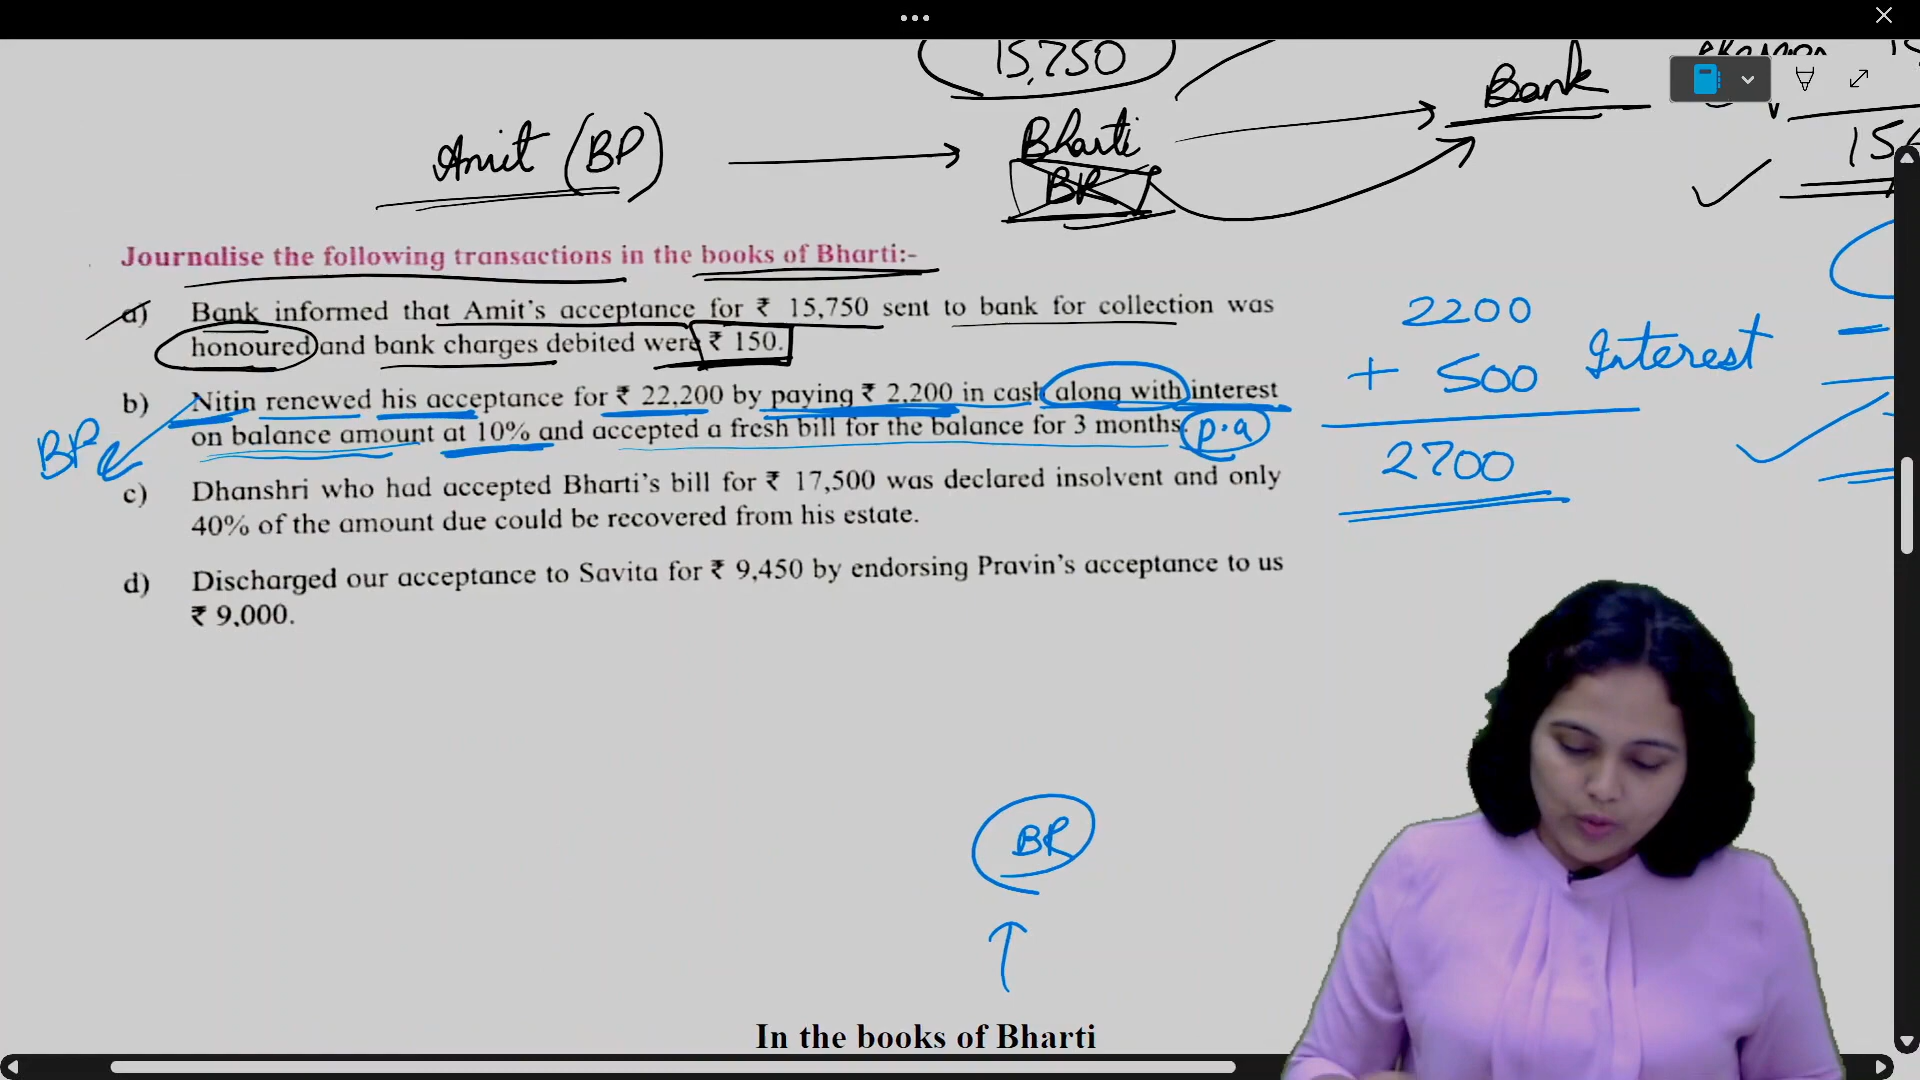 15,750
Bank
Amit (BP)
Bharti
BR
Journalise the following transactions in the books of Bharti:-
a) Bank informed that Amit's acceptance for ₹ 15,750 sent to bank for collection was
honoured and bank charges debited were ₹ 150.
b) Nitin renewed his acceptance for ₹ 22,200 by paying ₹ 2,200 in cash along with interest
on balance amount at 10% and accepted a fresh bill for the balance for 3 months. p.a
BP
2200
+ 500 Interest
2700
c) Dhanshri who had accepted Bharti's bill for ₹ 17,500 was declared insolvent and only
40% of the amount due could be recovered from his estate.
d) Discharged our acceptance to Savita for ₹ 9,450 by endorsing Pravin's acceptance to us
₹ 9,000.
BR
In the books of Bharti